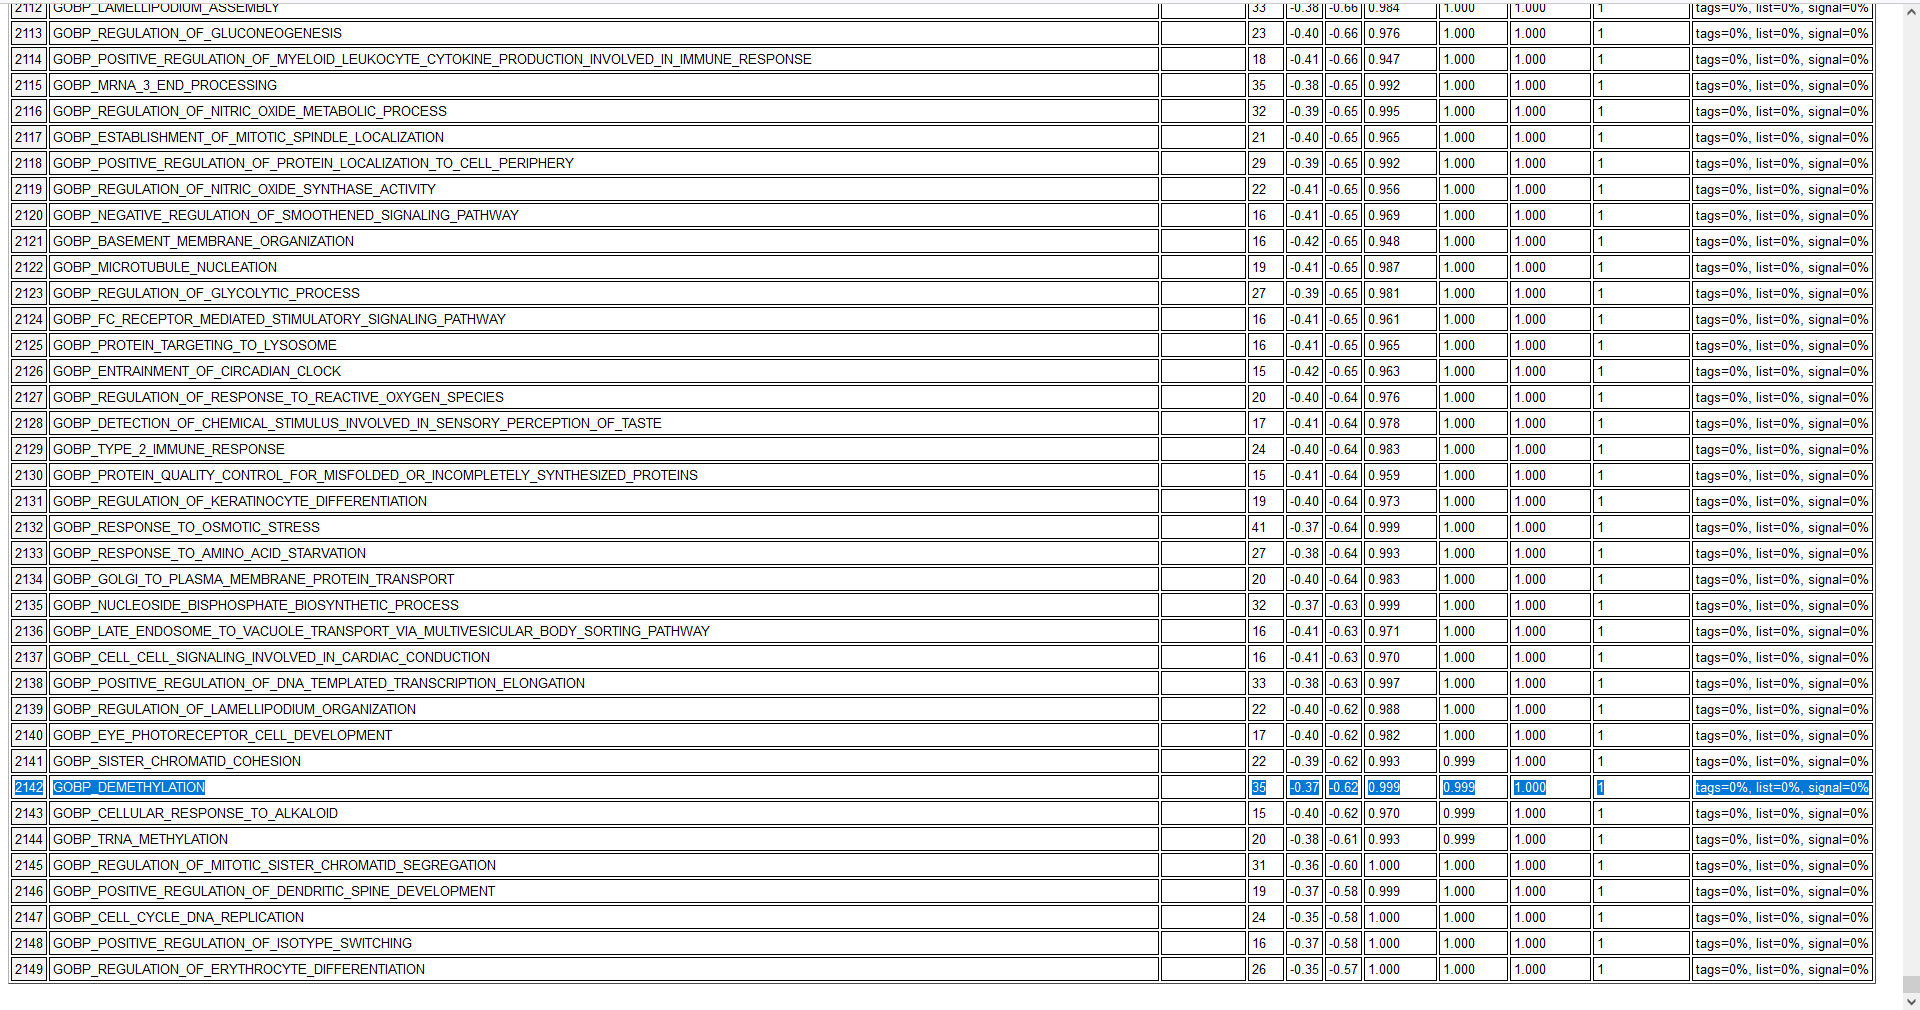 2112 GOBP_LAMELLIPODIUM_ASSEMBLY 33 -0.38 -0.66 0.984 1.000 1.000 1 tags=0%, list=0%, signal=0%
2113 GOBP_REGULATION_OF_GLUCONEOGENESIS 23 -0.40 -0.66 0.976 1.000 1.000 1 tags=0%, list=0%, signal=0%
2114 GOBP_POSITIVE_REGULATION_OF_MYELOID_LEUKOCYTE_CYTOKINE_PRODUCTION_INVOLVED_IN_IMMUNE_RESPONSE 18 -0.41 -0.66 0.947 1.000 1.000 1 tags=0%, list=0%, signal=0%
2115 GOBP_MRNA_3_END_PROCESSING 35 -0.38 -0.65 0.992 1.000 1.000 1 tags=0%, list=0%, signal=0%
2116 GOBP_REGULATION_OF_NITRIC_OXIDE_METABOLIC_PROCESS 32 -0.39 -0.65 0.995 1.000 1.000 1 tags=0%, list=0%, signal=0%
2117 GOBP_ESTABLISHMENT_OF_MITOTIC_SPINDLE_LOCALIZATION 21 -0.40 -0.65 0.965 1.000 1.000 1 tags=0%, list=0%, signal=0%
2118 GOBP_POSITIVE_REGULATION_OF_PROTEIN_LOCALIZATION_TO_CELL_PERIPHERY 29 -0.39 -0.65 0.992 1.000 1.000 1 tags=0%, list=0%, signal=0%
2119 GOBP_REGULATION_OF_NITRIC_OXIDE_SYNTHASE_ACTIVITY 22 -0.41 -0.65 0.956 1.000 1.000 1 tags=0%, list=0%, signal=0%
2120 GOBP_NEGATIVE_REGULATION_OF_SMOOTHENED_SIGNALING_PATHWAY 16 -0.41 -0.65 0.969 1.000 1.000 1 tags=0%, list=0%, signal=0%
2121 GOBP_BASEMENT_MEMBRANE_ORGANIZATION 16 -0.42 -0.65 0.948 1.000 1.000 1 tags=0%, list=0%, signal=0%
2122 GOBP_MICROTUBULE_NUCLEATION 19 -0.41 -0.65 0.987 1.000 1.000 1 tags=0%, list=0%, signal=0%
2123 GOBP_REGULATION_OF_GLYCOLYTIC_PROCESS 27 -0.39 -0.65 0.981 1.000 1.000 1 tags=0%, list=0%, signal=0%
2124 GOBP_FC_RECEPTOR_MEDIATED_STIMULATORY_SIGNALING_PATHWAY 16 -0.41 -0.65 0.961 1.000 1.000 1 tags=0%, list=0%, signal=0%
2125 GOBP_PROTEIN_TARGETING_TO_LYSOSOME 16 -0.41 -0.65 0.965 1.000 1.000 1 tags=0%, list=0%, signal=0%
2126 GOBP_ENTRAINMENT_OF_CIRCADIAN_CLOCK 15 -0.42 -0.65 0.963 1.000 1.000 1 tags=0%, list=0%, signal=0%
2127 GOBP_REGULATION_OF_RESPONSE_TO_REACTIVE_OXYGEN_SPECIES 20 -0.40 -0.64 0.976 1.000 1.000 1 tags=0%, list=0%, signal=0%
2128 GOBP_DETECTION_OF_CHEMICAL_STIMULUS_INVOLVED_IN_SENSORY_PERCEPTION_OF_TASTE 17 -0.41 -0.64 0.978 1.000 1.000 1 tags=0%, list=0%, signal=0%
2129 GOBP_TYPE_2_IMMUNE_RESPONSE 24 -0.40 -0.64 0.983 1.000 1.000 1 tags=0%, list=0%, signal=0%
2130 GOBP_PROTEIN_QUALITY_CONTROL_FOR_MISFOLDED_OR_INCOMPLETELY_SYNTHESIZED_PROTEINS 15 -0.41 -0.64 0.959 1.000 1.000 1 tags=0%, list=0%, signal=0%
2131 GOBP_REGULATION_OF_KERATINOCYTE_DIFFERENTIATION 19 -0.40 -0.64 0.973 1.000 1.000 1 tags=0%, list=0%, signal=0%
2132 GOBP_RESPONSE_TO_OSMOTIC_STRESS 41 -0.37 -0.64 0.999 1.000 1.000 1 tags=0%, list=0%, signal=0%
2133 GOBP_RESPONSE_TO_AMINO_ACID_STARVATION 27 -0.38 -0.64 0.993 1.000 1.000 1 tags=0%, list=0%, signal=0%
2134 GOBP_GOLGI_TO_PLASMA_MEMBRANE_PROTEIN_TRANSPORT 20 -0.40 -0.64 0.983 1.000 1.000 1 tags=0%, list=0%, signal=0%
2135 GOBP_NUCLEOSIDE_BISPHOSPHATE_BIOSYNTHETIC_PROCESS 32 -0.37 -0.63 0.999 1.000 1.000 1 tags=0%, list=0%, signal=0%
2136 GOBP_LATE_ENDOSOME_TO_VACUOLE_TRANSPORT_VIA_MULTIVESICULAR_BODY_SORTING_PATHWAY 16 -0.41 -0.63 0.971 1.000 1.000 1 tags=0%, list=0%, signal=0%
2137 GOBP_CELL_CELL_SIGNALING_INVOLVED_IN_CARDIAC_CONDUCTION 16 -0.41 -0.63 0.970 1.000 1.000 1 tags=0%, list=0%, signal=0%
2138 GOBP_POSITIVE_REGULATION_OF_DNA_TEMPLATED_TRANSCRIPTION_ELONGATION 33 -0.38 -0.63 0.997 1.000 1.000 1 tags=0%, list=0%, signal=0%
2139 GOBP_REGULATION_OF_LAMELLIPODIUM_ORGANIZATION 22 -0.40 -0.62 0.988 1.000 1.000 1 tags=0%, list=0%, signal=0%
2140 GOBP_EYE_PHOTORECEPTOR_CELL_DEVELOPMENT 17 -0.40 -0.62 0.982 1.000 1.000 1 tags=0%, list=0%, signal=0%
2141 GOBP_SISTER_CHROMATID_COHESION 22 -0.39 -0.62 0.993 0.999 1.000 1 tags=0%, list=0%, signal=0%
2142 GOBP_DEMETHYLATION 35 -0.37 -0.62 0.999 0.999 1.000 1 tags=0%, list=0%, signal=0%
2143 GOBP_CELLULAR_RESPONSE_TO_ALKALOID 15 -0.40 -0.62 0.970 0.999 1.000 1 tags=0%, list=0%, signal=0%
2144 GOBP_TRNA_METHYLATION 20 -0.38 -0.61 0.993 0.999 1.000 1 tags=0%, list=0%, signal=0%
2145 GOBP_REGULATION_OF_MITOTIC_SISTER_CHROMATID_SEGREGATION 31 -0.36 -0.60 1.000 1.000 1.000 1 tags=0%, list=0%, signal=0%
2146 GOBP_POSITIVE_REGULATION_OF_DENDRITIC_SPINE_DEVELOPMENT 19 -0.37 -0.58 0.999 1.000 1.000 1 tags=0%, list=0%, signal=0%
2147 GOBP_CELL_CYCLE_DNA_REPLICATION 24 -0.35 -0.58 1.000 1.000 1.000 1 tags=0%, list=0%, signal=0%
2148 GOBP_POSITIVE_REGULATION_OF_ISOTYPE_SWITCHING 16 -0.37 -0.58 1.000 1.000 1.000 1 tags=0%, list=0%, signal=0%
2149 GOBP_REGULATION_OF_ERYTHROCYTE_DIFFERENTIATION 26 -0.35 -0.57 1.000 1.000 1.000 1 tags=0%, list=0%, signal=0%